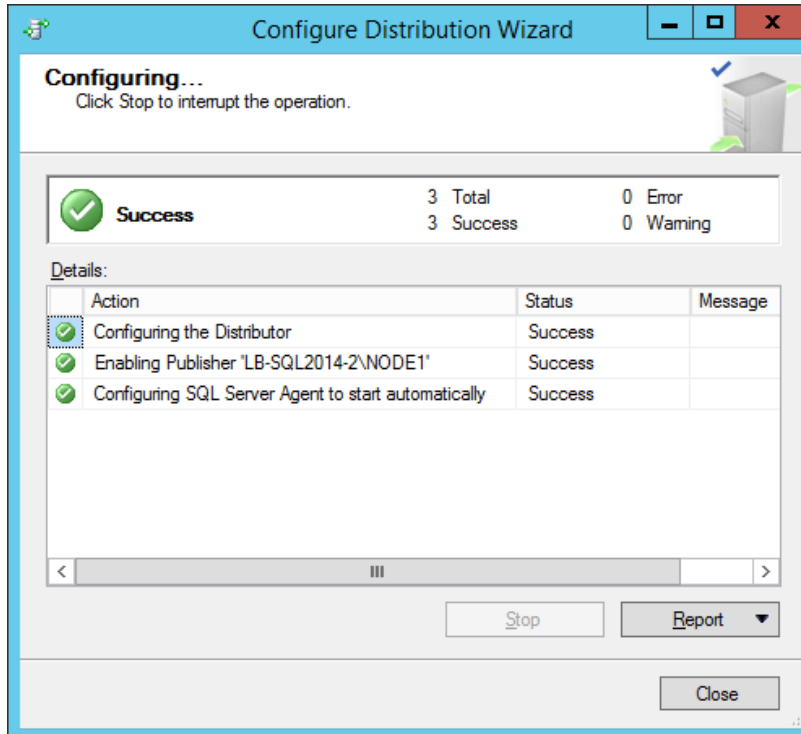 Configure Distribution Wizard
Configuring...
Click Stop to interrupt the operation.
Success
3 Total 0 Error
3 Success 0 Warning
Details:
Action Status Message
Configuring the Distributor Success
Enabling Publisher 'LB-SQL2014-2\NODE1' Success
Configuring SQL Server Agent to start automatically Success
Stop Report
Close